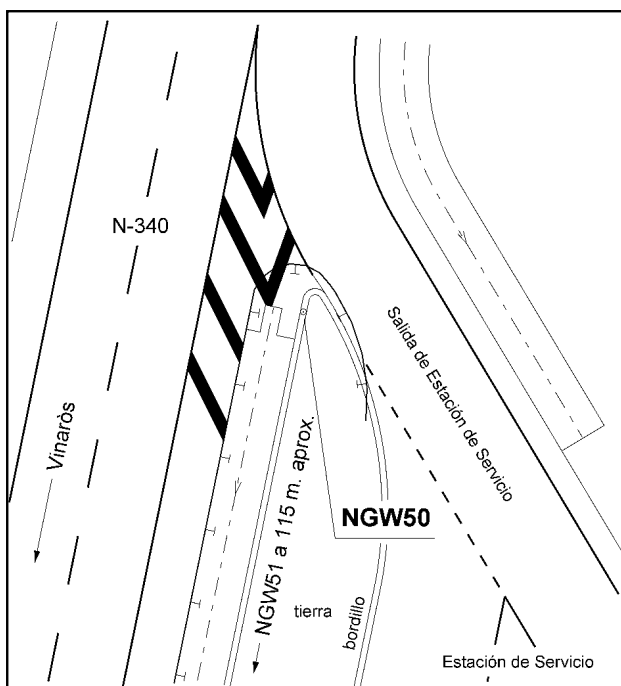 N-340
Salida de Estación
de Servicio
Vinaròs
NGW51 a 115 m. aprox.
NGW50
tierra
bordillo
Estación de Servicio